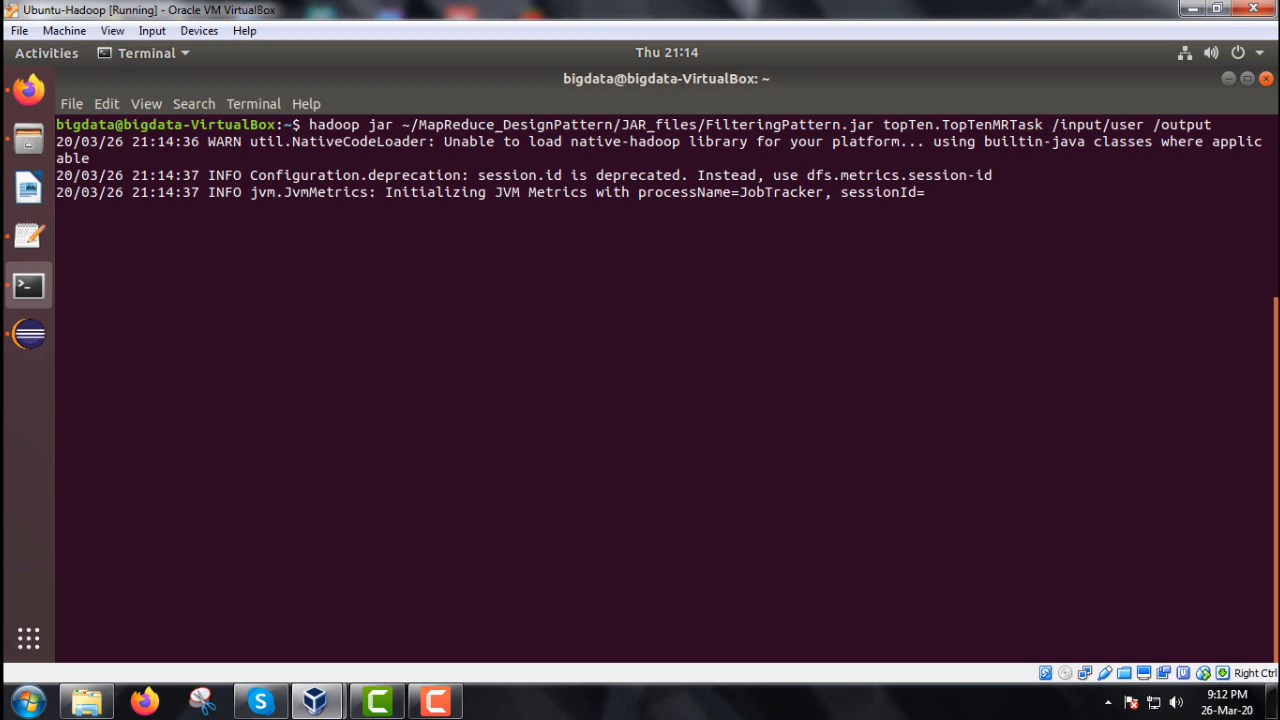 Ubuntu-Hadoop [Running] - Oracle VM VirtualBox
File Machine View Input Devices Help
Activities Terminal Thu 21:14
bigdata@bigdata-VirtualBox: ~
File Edit View Search Terminal Help
bigdata@bigdata-VirtualBox:~$ hadoop jar ~/MapReduce_DesignPattern/JAR_files/FilteringPattern.jar topTen.TopTenMRTask /input/user /output
20/03/26 21:14:36 WARN util.NativeCodeLoader: Unable to load native-hadoop library for your platform... using builtin-java classes where applic
able
20/03/26 21:14:37 INFO Configuration.deprecation: session.id is deprecated. Instead, use dfs.metrics.session-id
20/03/26 21:14:37 INFO jvm.JvmMetrics: Initializing JVM Metrics with processName=JobTracker, sessionId=
Right Ctrl
9:12 PM
26-Mar-20